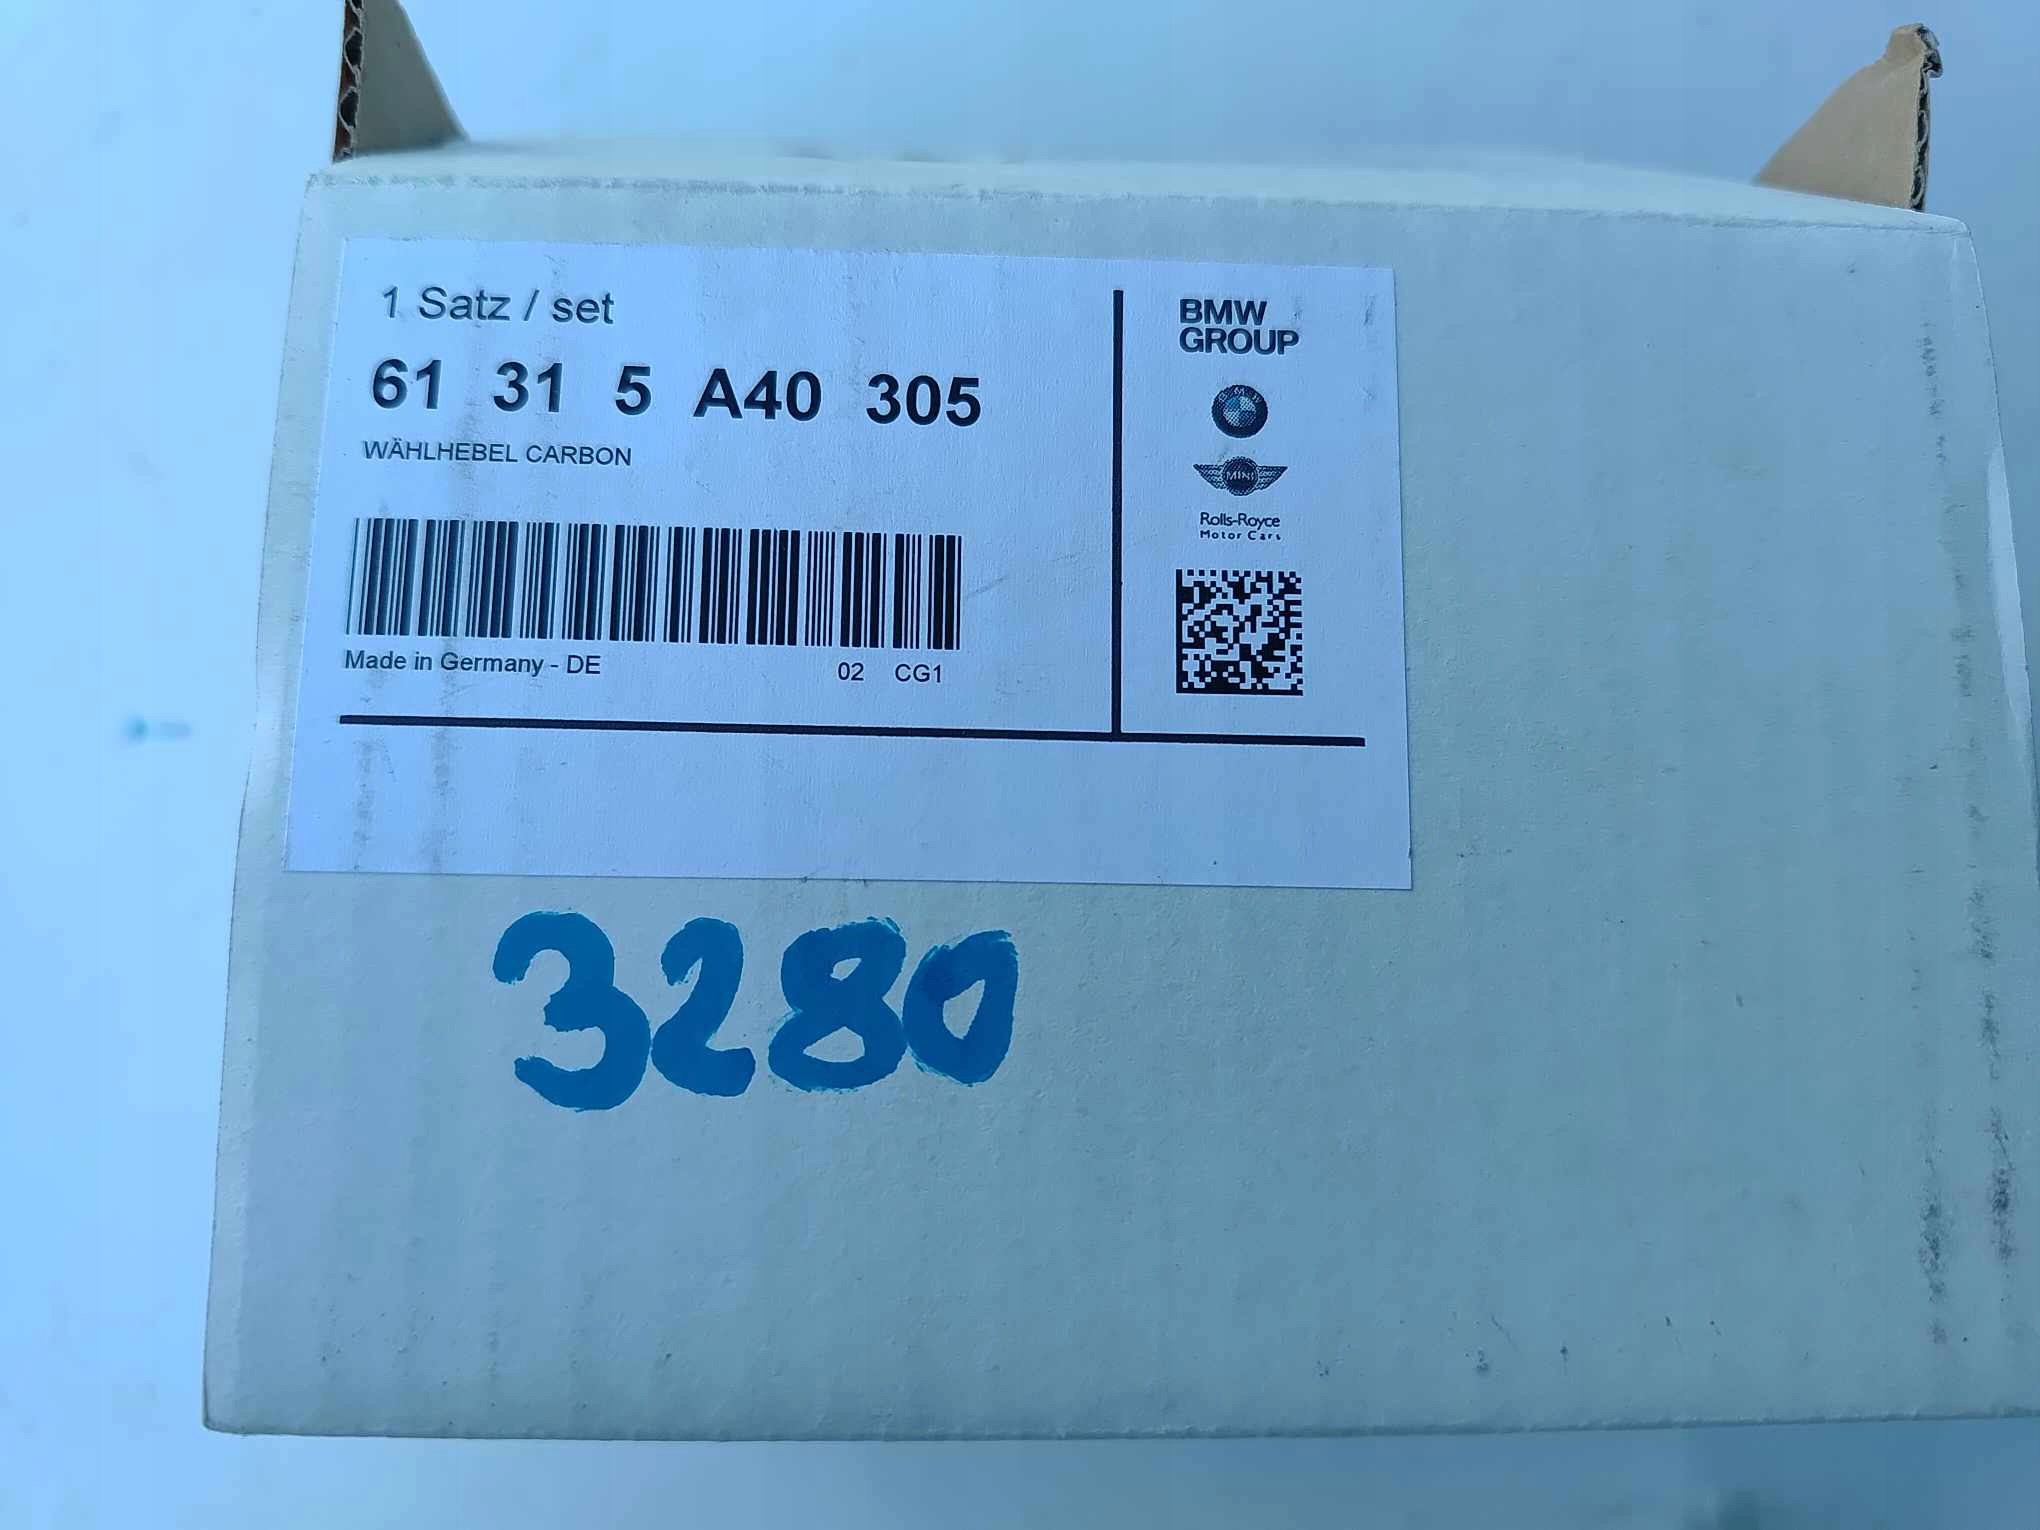 1 Satz / set
61 31 5 A40 305
WÄHLHEBEL CARBON
Made in Germany - DE 02 CG1
BMW
GROUP
BMW
MINI
Rolls-Royce
Motor Cars
3280